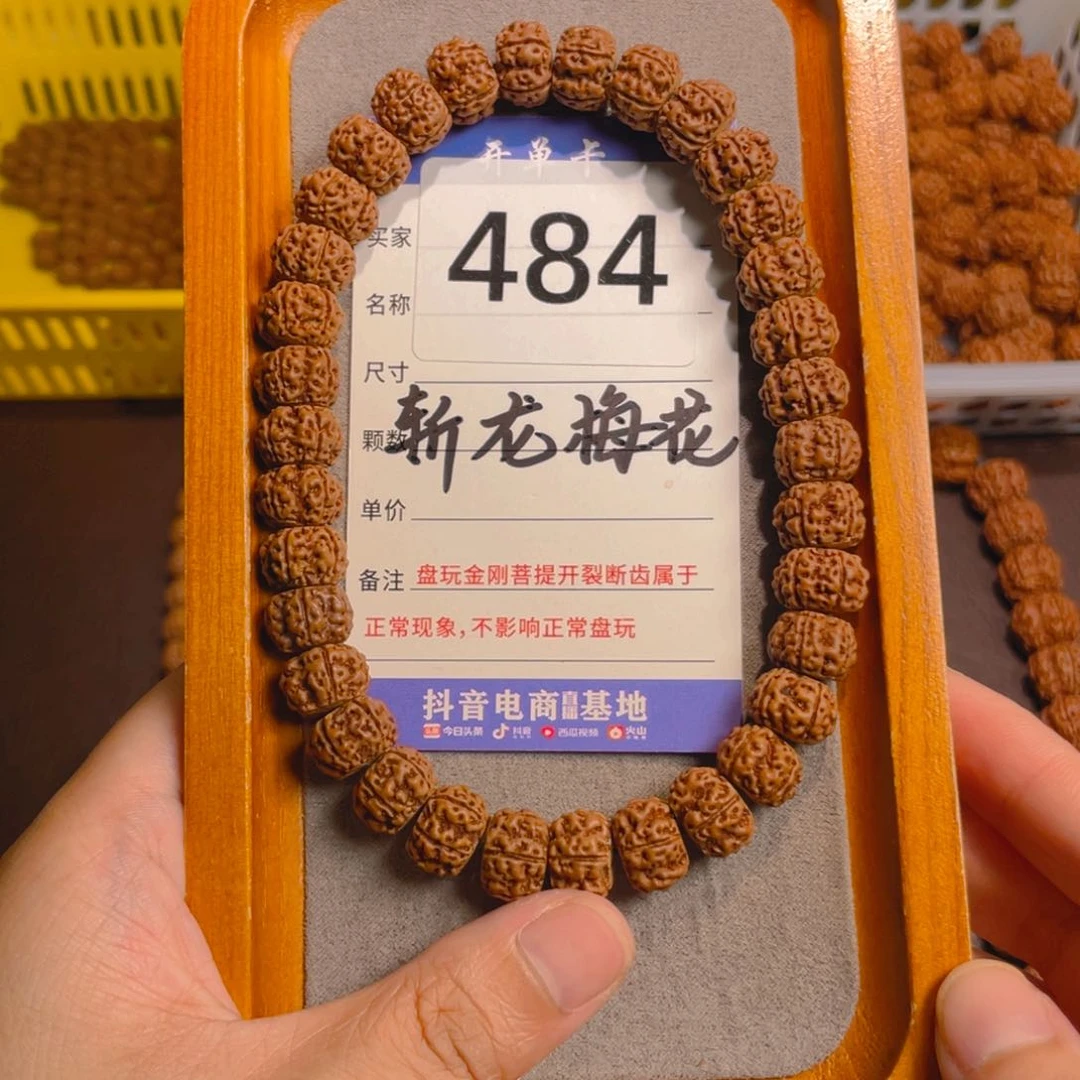 开单卡
买家
484
名称
尺寸
颗数 斩龙梅花
单价
备注 盘玩金刚菩提开裂断齿属于
正常现象，不影响正常盘玩
抖音电商直播基地
今日头条 抖音 西瓜视频 火山